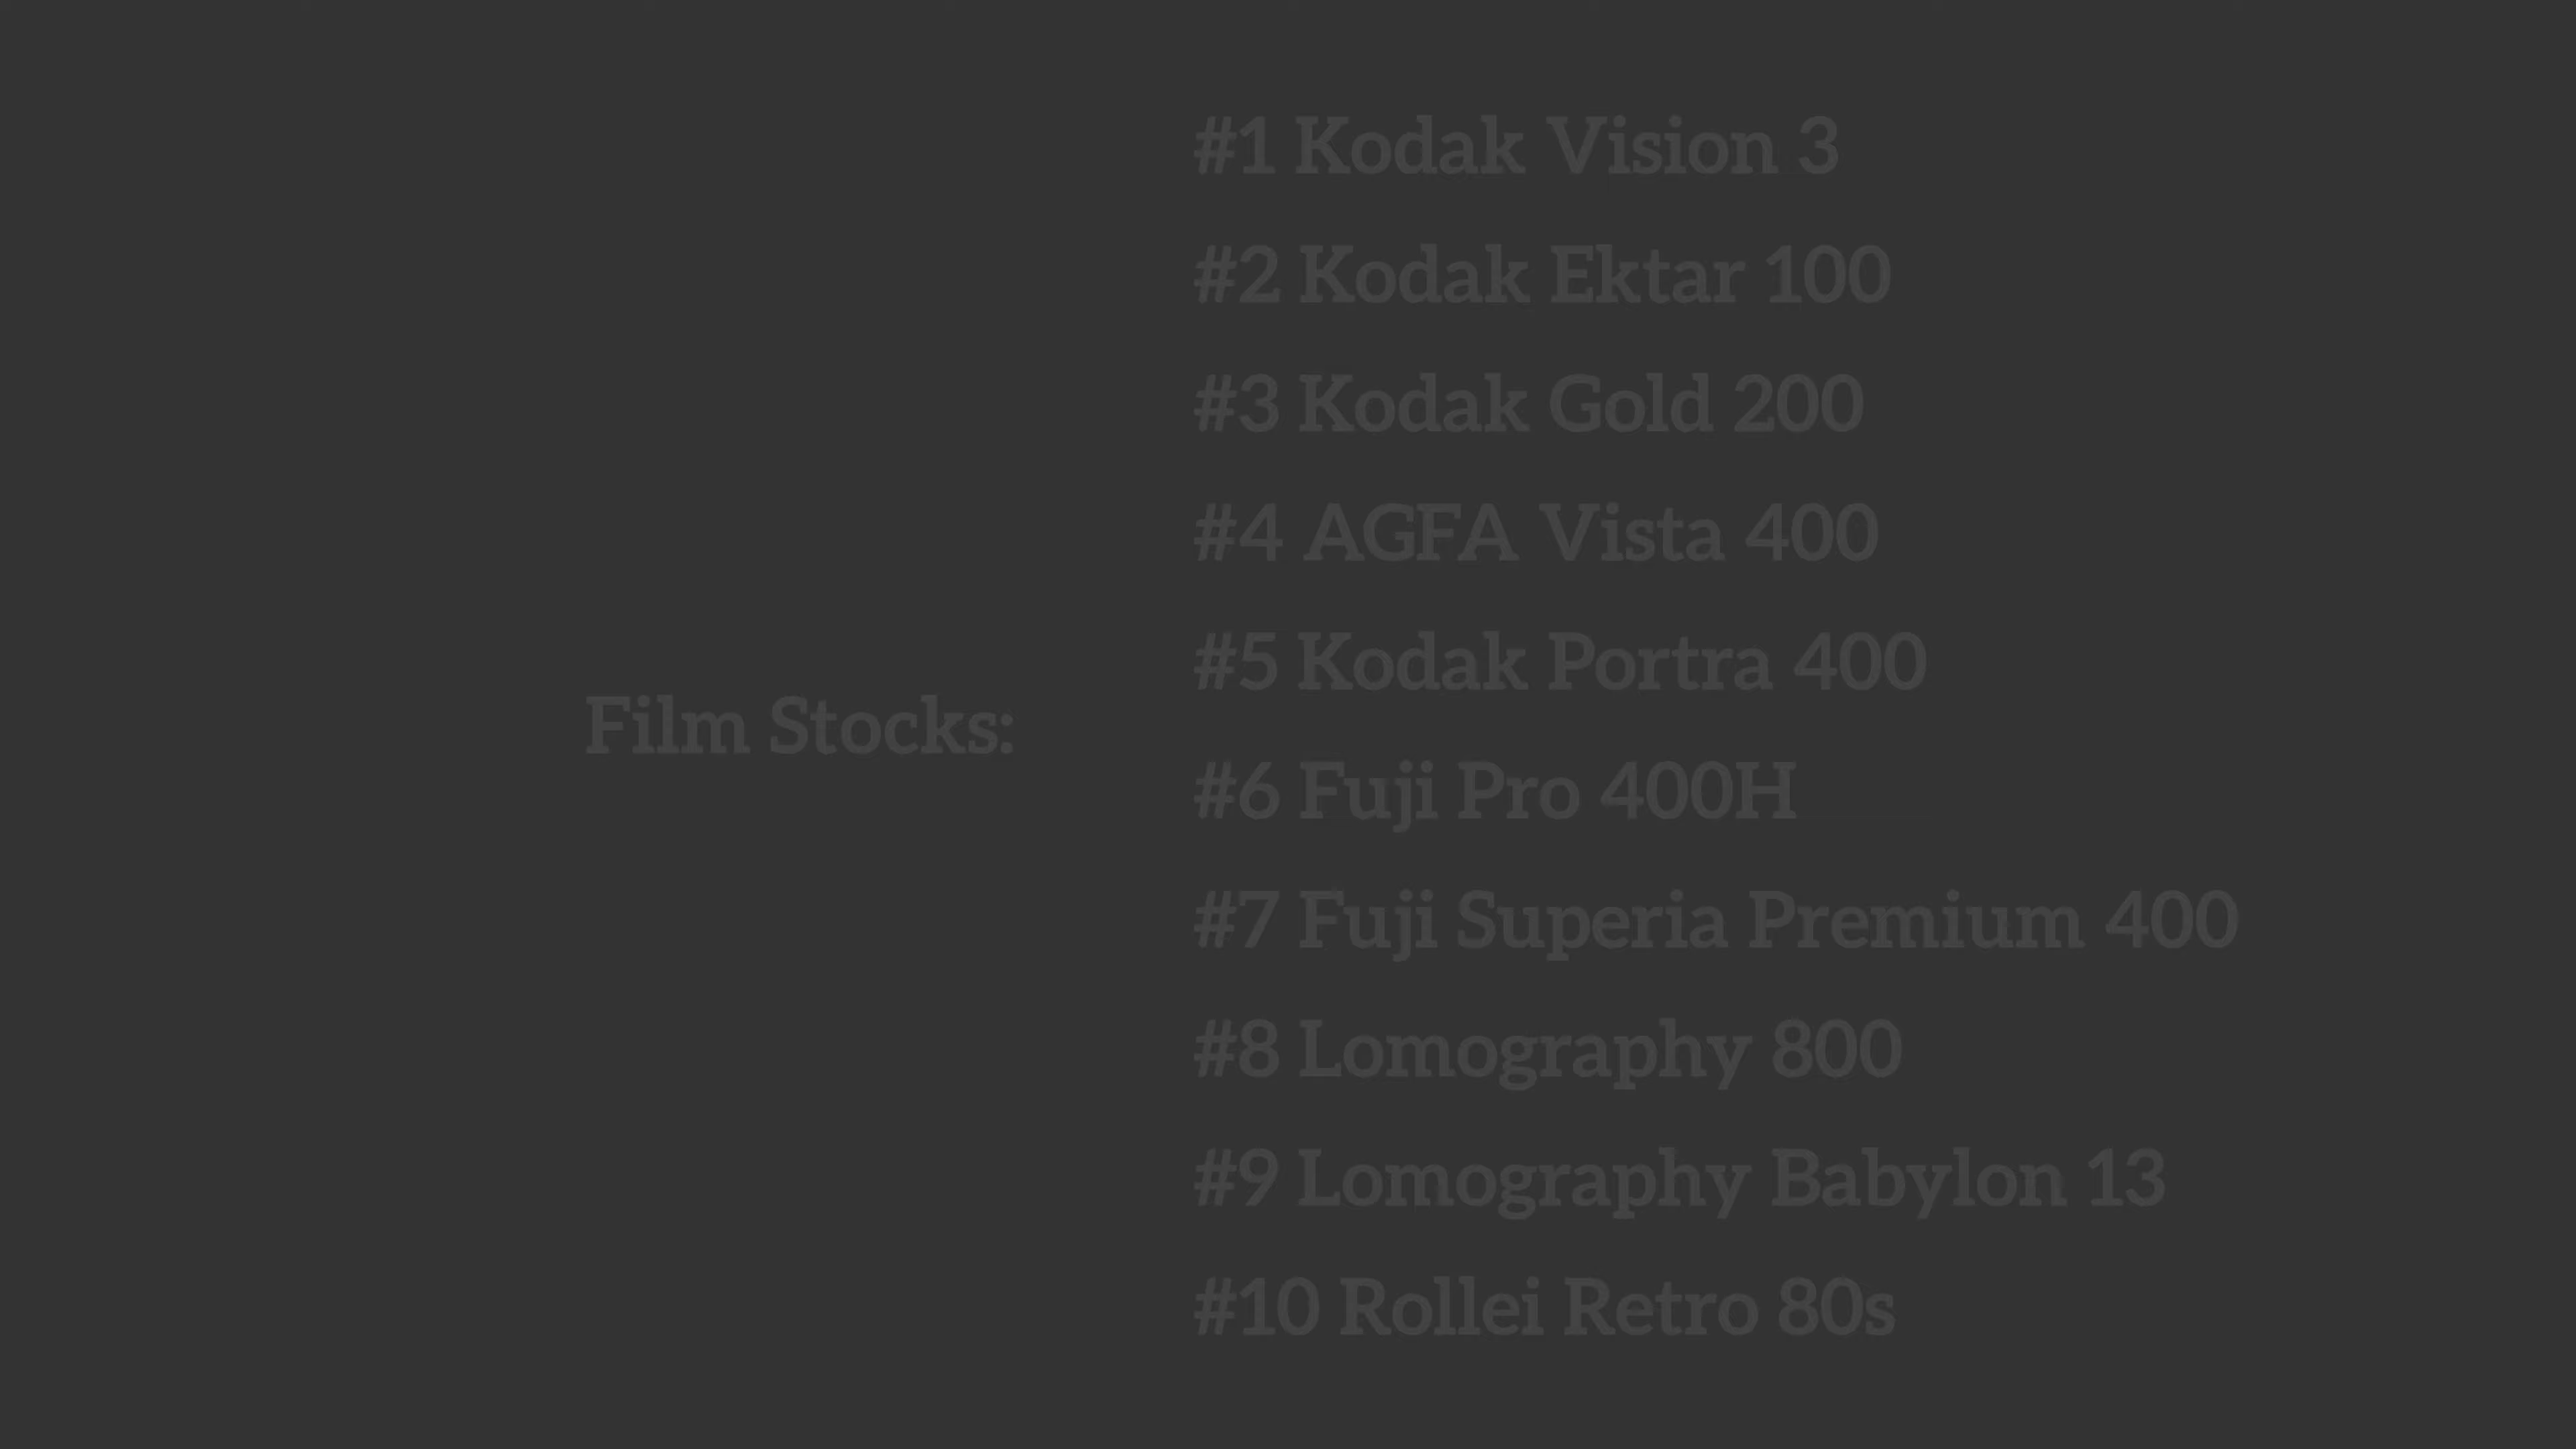 Film Stocks:
#1 Kodak Vision 3
#2 Kodak Ektar 100
#3 Kodak Gold 200
#4 AGFA Vista 400
#5 Kodak Portra 400
#6 Fuji Pro 400H
#7 Fuji Superia Premium 400
#8 Lomography 800
#9 Lomography Babylon 13
#10 Rollei Retro 80s